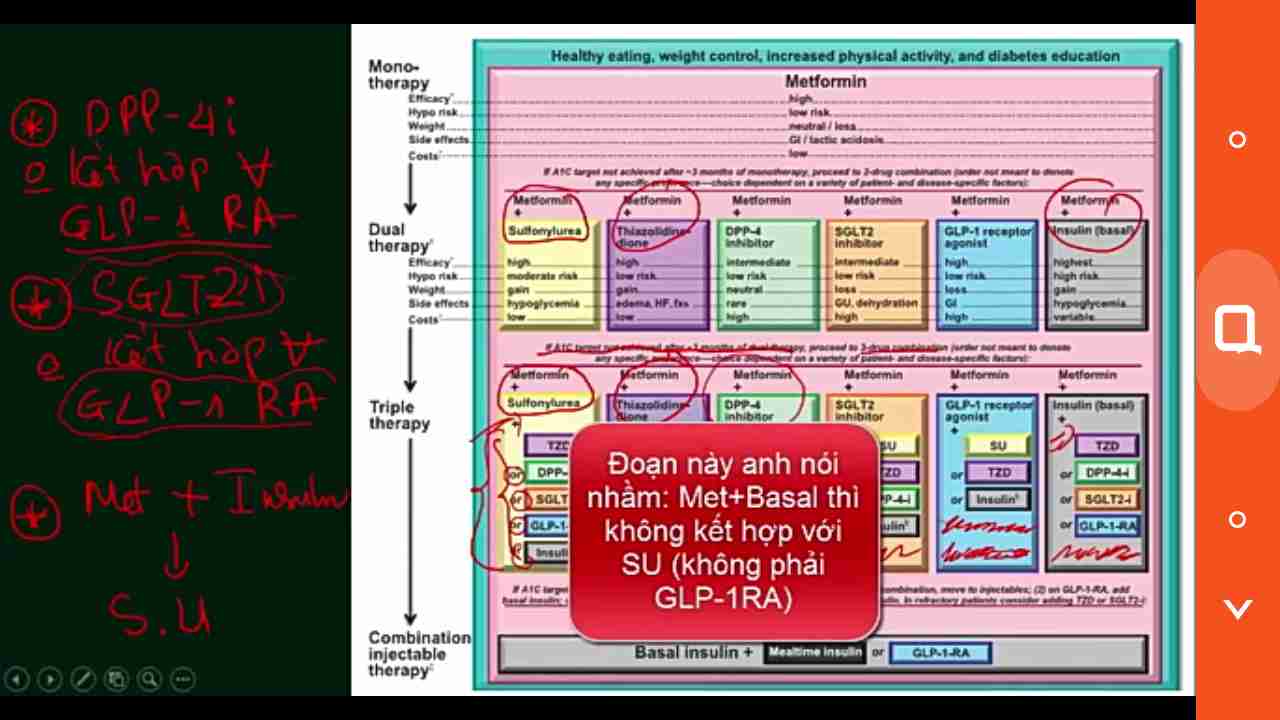 DPP-4i
Kết hợp ∀
GLP-1 RA
SGLT2i
Kết hợp ∀
GLP-1 RA
Met + Insulin
↓
S.U
Healthy eating, weight control, increased physical activity, and diabetes education
Mono-
therapy
Metformin
Efficacy* high
Hypo risk low risk
Weight neutral / loss
Side effects GI / lactic acidosis
Costs* low
If A1C target not achieved after ~3 months of monotherapy, proceed to 2-drug combination (order not meant to denote
any specific preference—choice dependent on a variety of patient- and disease-specific factors):
Dual
therapy†
Metformin + Sulfonylurea
Metformin + Thiazolidine-dione
Metformin + DPP-4 inhibitor
Metformin + SGLT2 inhibitor
Metformin + GLP-1 receptor agonist
Metformin + Insulin (basal)
Efficacy* high high intermediate intermediate high highest
Hypo risk moderate risk low risk low risk low risk low risk high risk
Weight gain gain neutral loss loss gain
Side effects hypoglycemia edema, HF, fxs rare GU, dehydration GI hypoglycemia
Costs* low low high high high variable
If A1C target not achieved after ~3 months of dual therapy, proceed to 3-drug combination (order not meant to denote
any specific preference—choice dependent on a variety of patient- and disease-specific factors):
Triple
therapy
Metformin + Sulfonylurea +
Metformin + Thiazolidine-dione
Metformin + DPP-4 inhibitor
Metformin + SGLT2 inhibitor
Metformin + GLP-1 receptor agonist +
Metformin + Insulin (basal) +
TZ SU SU TZD
or DPP- TZD or TZD or DPP-4-i
or SGLT PP-4-i or Insulin§ or SGLT2-i
or GLP-1- ulin§ or GLP-1-RA
or Insuli
Đoạn này anh nói
nhầm: Met+Basal thì
không kết hợp với
SU (không phải
GLP-1RA)
If A1C target combination, move to injectables; (2) on GLP-1-RA, add
basal insulin; In refractory patients consider adding TZD or SGLT2-i:
Combination
injectable
therapy‡
Basal insulin + Mealtime insulin or GLP-1-RA